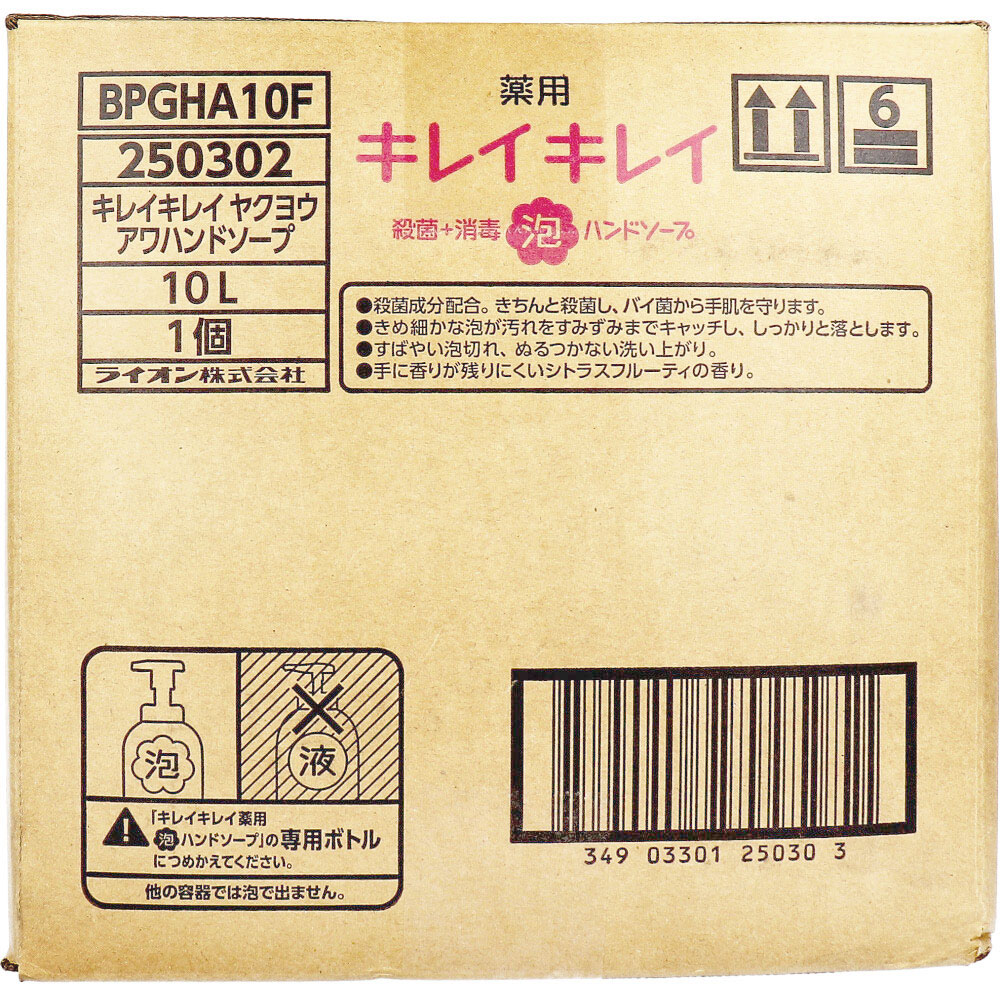 BPGHA10F
250302
キレイキレイ ヤクヨウ
アワハンドソープ
10L
1個
ライオン株式会社
薬用
キレイキレイ
殺菌+消毒 泡 ハンドソープ
6
●殺菌成分配合。きちんと殺菌し、バイ菌から手肌を守ります。
●きめ細かな泡が汚れをすみずみまでキャッチし、しっかりと落とします。
●すばやい泡切れ、ぬるつかない洗い上がり。
●手に香りが残りにくいシトラスフルーティの香り。
泡
液
「キレイキレイ薬用
泡ハンドソープ」の専用ボトル
につめかえてください。
他の容器では泡で出ません。
349 03301 25030 3